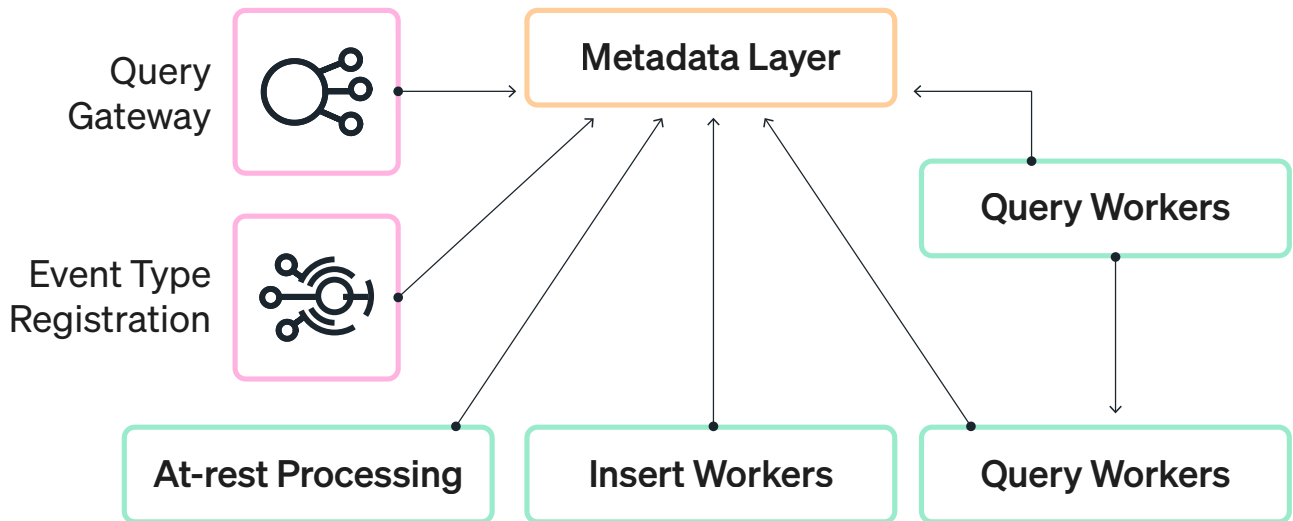 Query
Gateway
Metadata Layer
Query Workers
Event Type
Registration
At-rest Processing
Insert Workers
Query Workers